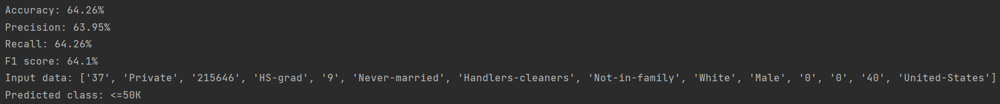 Accuracy: 64.26%
Precision: 63.95%
Recall: 64.26%
F1 score: 64.1%
Input data: ['37', 'Private', '215646', 'HS-grad', '9', 'Never-married', 'Handlers-cleaners', 'Not-in-family', 'White', 'Male', '0', '0', '40', 'United-States']
Predicted class: <=50K